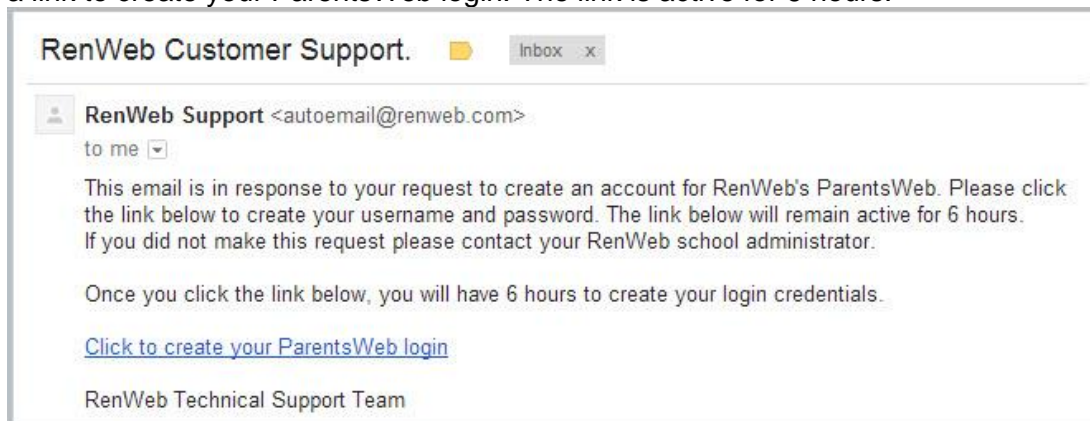 a link to create your ParentsWeb login. The link is active for 6 hours.
RenWeb Customer Support.
Inbox x
RenWeb Support <autoemail@renweb.com>
to me
This email is in response to your request to create an account for RenWeb's ParentsWeb. Please click
the link below to create your username and password. The link below will remain active for 6 hours.
If you did not make this request please contact your RenWeb school administrator.
Once you click the link below, you will have 6 hours to create your login credentials.
Click to create your ParentsWeb login
RenWeb Technical Support Team